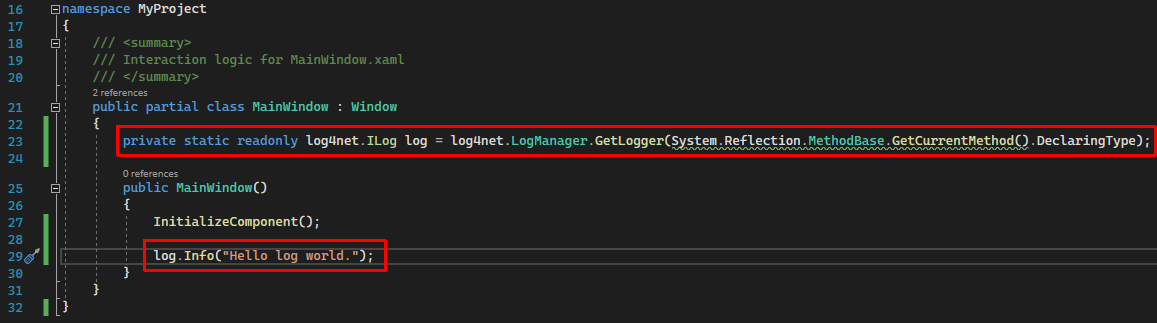 16 namespace MyProject
17 {
18 /// <summary>
19 /// Interaction logic for MainWindow.xaml
20 /// </summary>
2 references
21 public partial class MainWindow : Window
22 {
23 private static readonly log4net.ILog log = log4net.LogManager.GetLogger(System.Reflection.MethodBase.GetCurrentMethod().DeclaringType);
24
0 references
25 public MainWindow()
26 {
27 InitializeComponent();
28
29 log.Info("Hello log world.");
30 }
31 }
32 }